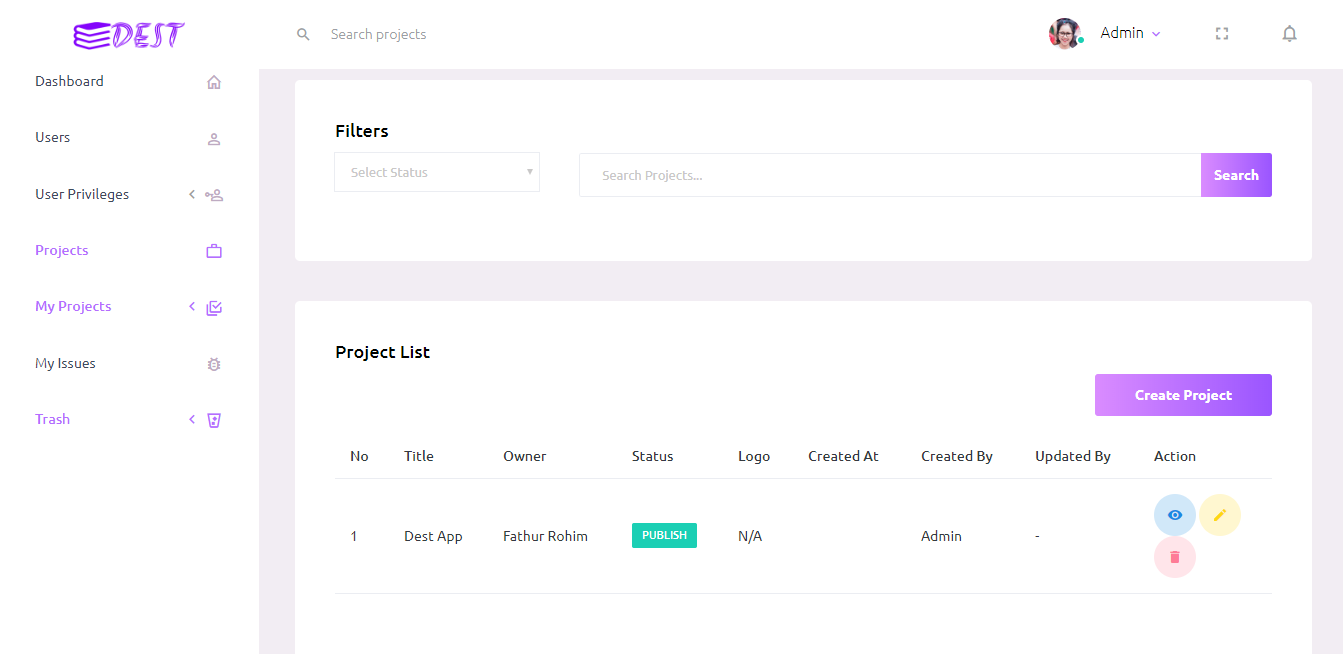 DEST
Search projects
Admin
Dashboard
Users
User Privileges
Projects
My Projects
My Issues
Trash
Filters
Select Status
Search Projects...
Search
Project List
Create Project
No Title Owner Status Logo Created At Created By Updated By Action
1 Dest App Fathur Rohim PUBLISH N/A Admin -